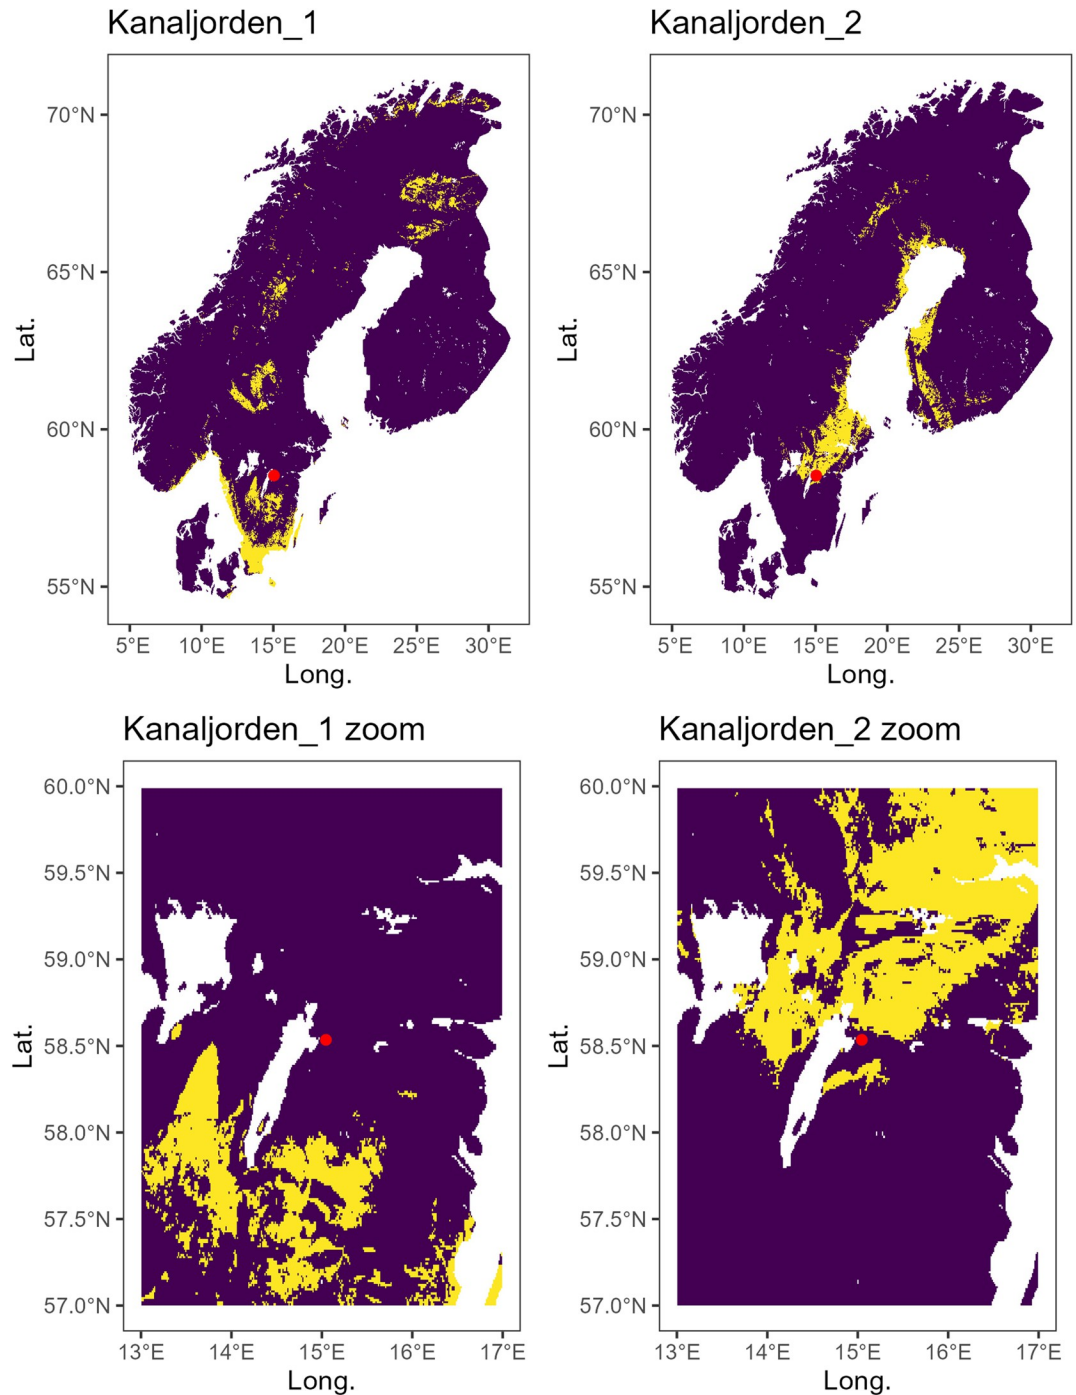 Kanaljorden_1
Kanaljorden_2
70°N
65°N
60°N
55°N
Lat.
5°E 10°E 15°E 20°E 25°E 30°E
Long.
70°N
65°N
60°N
55°N
Lat.
5°E 10°E 15°E 20°E 25°E 30°E
Long.
Kanaljorden_1 zoom
Kanaljorden_2 zoom
60.0°N
59.5°N
59.0°N
58.5°N
58.0°N
57.5°N
57.0°N
Lat.
13°E 14°E 15°E 16°E 17°E
Long.
60.0°N
59.5°N
59.0°N
58.5°N
58.0°N
57.5°N
57.0°N
Lat.
13°E 14°E 15°E 16°E 17°E
Long.